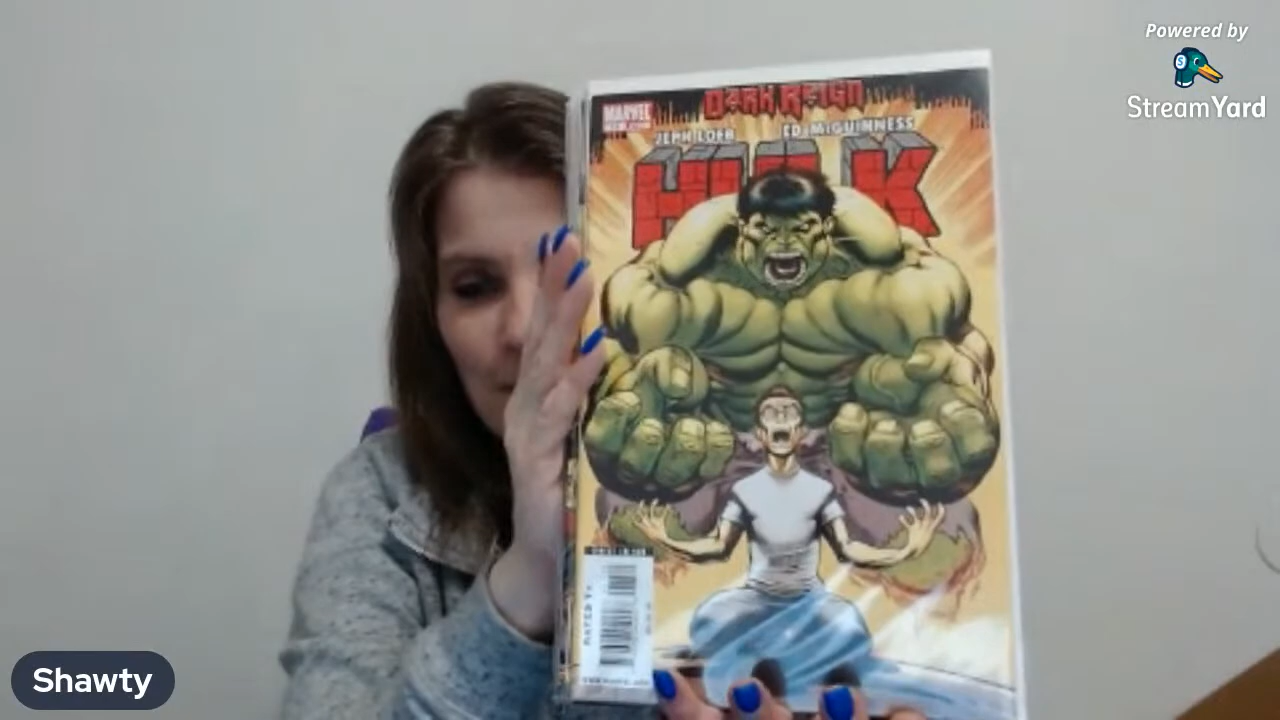 Powered by
StreamYard
DARK REIGN
MARVEL
JEPH LOEB ED McGUINNESS
HULK
Shawty